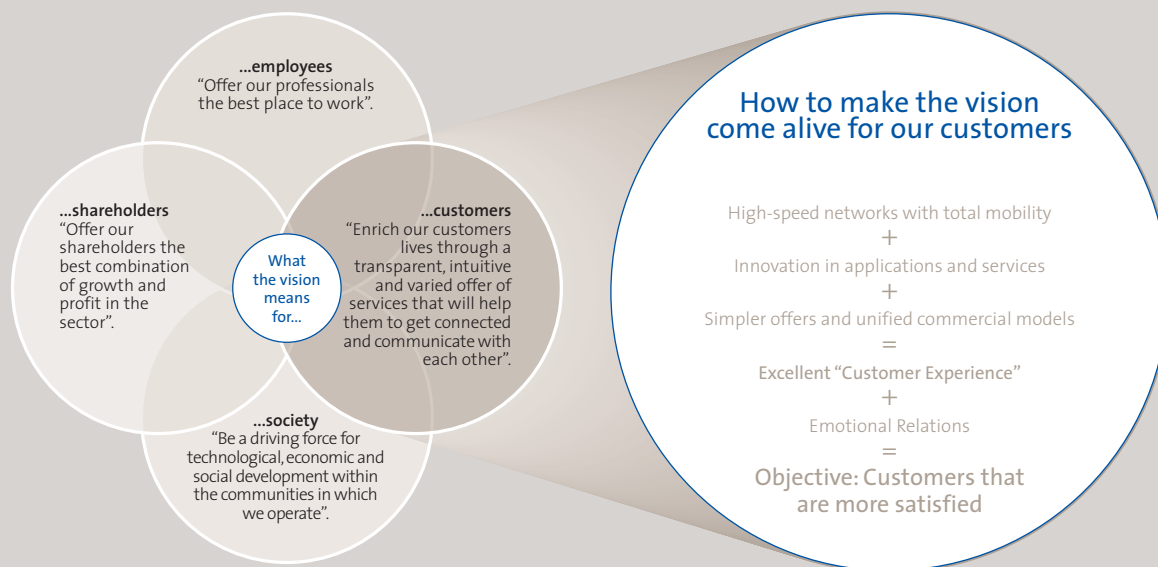 ...employees
“Offer our professionals
the best place to work”.
...shareholders
“Offer our
shareholders the
best combination
of growth and
profit in the
sector”.
What
the vision
means
for...
...customers
“Enrich our customers
lives through a
transparent, intuitive
and varied offer of
services that will help
them to get connected
and communicate with
each other”.
...society
“Be a driving force for
technological, economic and
social development within
the communities in which
we operate”.
How to make the vision
come alive for our customers
High-speed networks with total mobility
+
Innovation in applications and services
+
Simpler offers and unified commercial models
=
Excellent “Customer Experience”
+
Emotional Relations
=
Objective: Customers that
are more satisfied